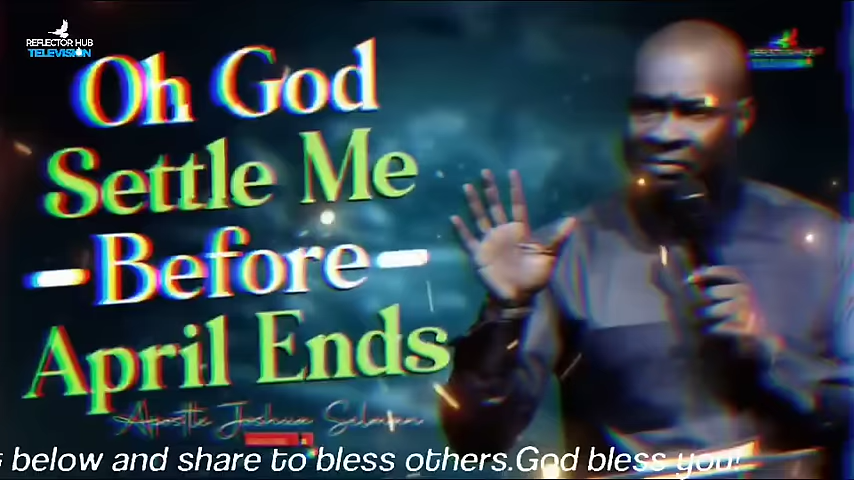 REFLECTOR HUB
TELEVISION
Oh God
Settle Me
-Before-
April Ends
Apostle Joshua Selman
below and share to bless others.God bless you!